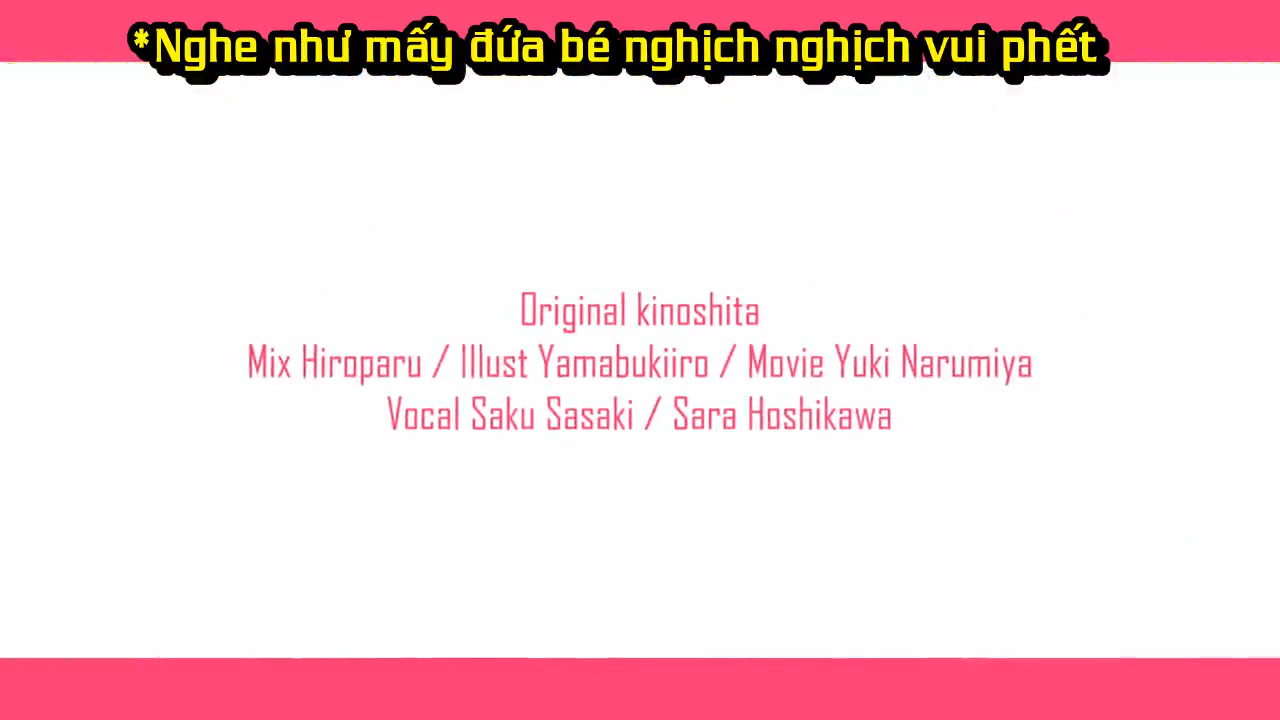 *Nghe như mấy đứa bé nghịch nghịch vui phết
Original kinoshita
Mix Hiroparu / Illust Yamabukiiro / Movie Yuki Narumiya
Vocal Saku Sasaki / Sara Hoshikawa